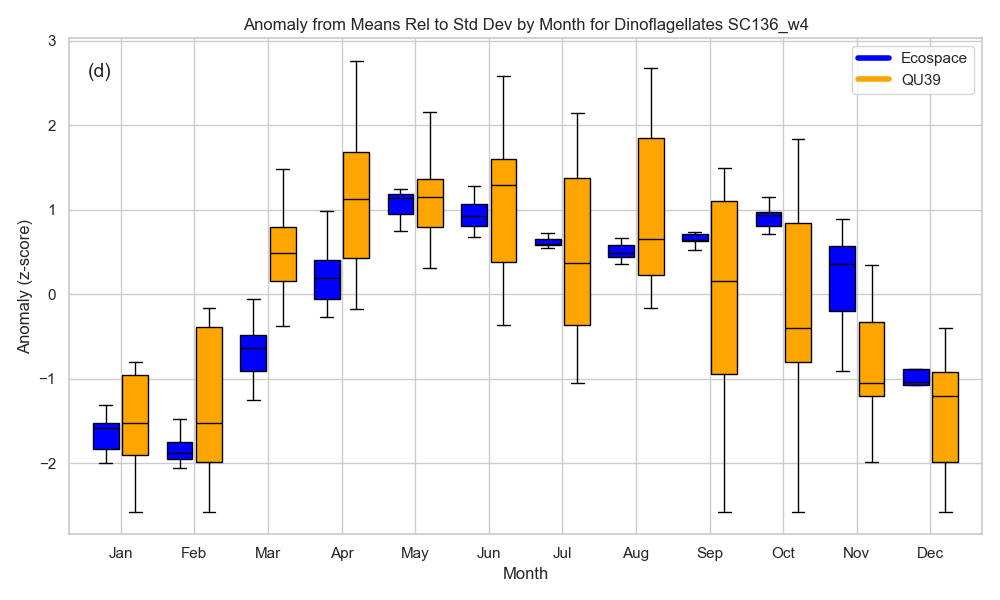 Anomaly from Means Rel to Std Dev by Month for Dinoflagellates SC136_w4
(d)
Ecospace
QU39
Anomaly (z-score)
3
2
1
0
−1
−2
Jan Feb Mar Apr May Jun Jul Aug Sep Oct Nov Dec
Month